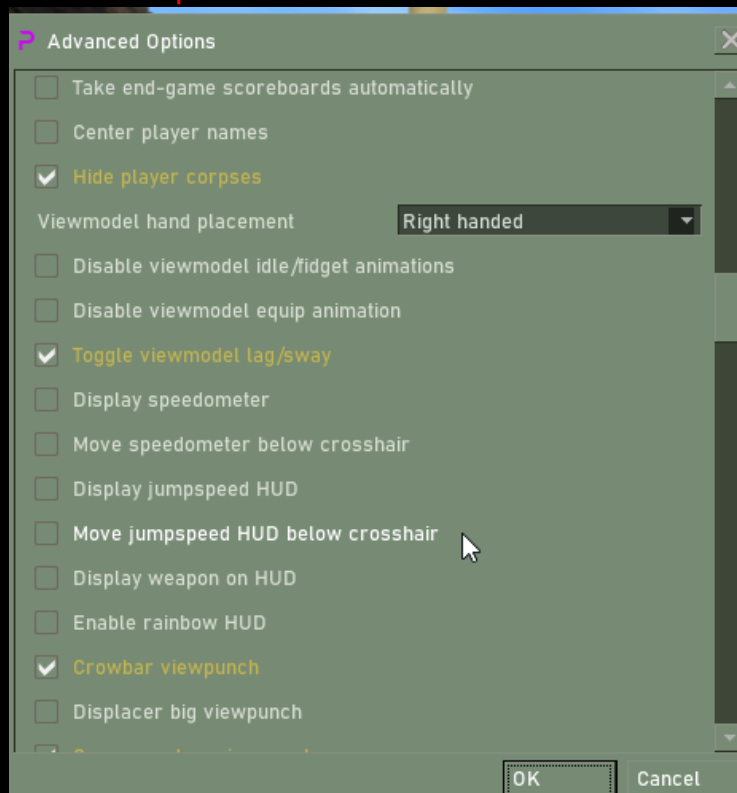 Advanced Options
Take end-game scoreboards automatically
Center player names
Hide player corpses
Viewmodel hand placement Right handed
Disable viewmodel idle/fidget animations
Disable viewmodel equip animation
Toggle viewmodel lag/sway
Display speedometer
Move speedometer below crosshair
Display jumpspeed HUD
Move jumpspeed HUD below crosshair
Display weapon on HUD
Enable rainbow HUD
Crowbar viewpunch
Displacer big viewpunch
OK Cancel